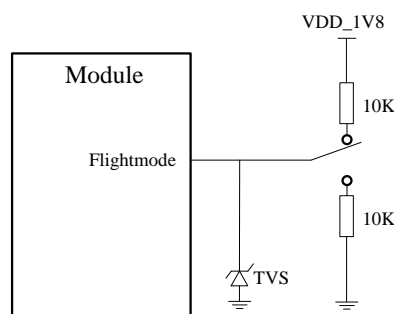 VDD_1V8
Module
10K
Flightmode
10K
TVS